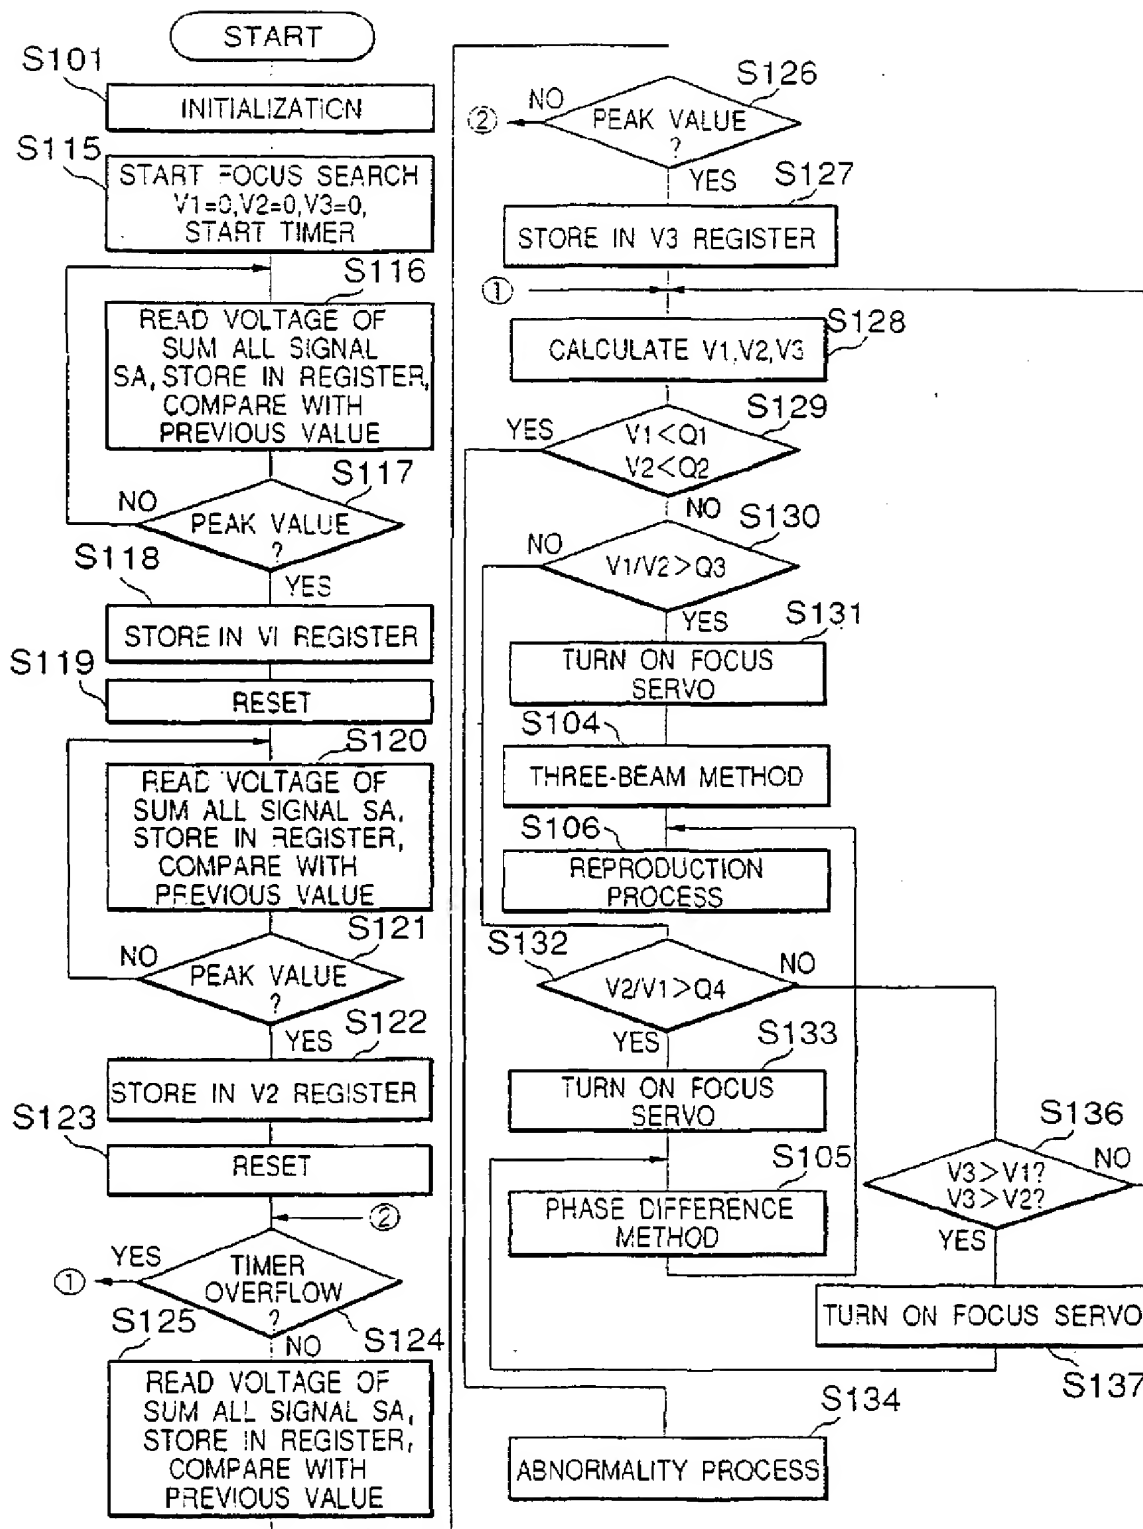 START
S101
INITIALIZATION
S115
START FOCUS SEARCH
V1=0,V2=0,V3=0,
START TIMER
S116
READ VOLTAGE OF
SUM ALL SIGNAL
SA, STORE IN REGISTER,
COMPARE WITH
PREVIOUS VALUE
S117
NO
PEAK VALUE
?
YES
S118
STORE IN V1 REGISTER
S119
RESET
S120
READ VOLTAGE OF
SUM ALL SIGNAL SA,
STORE IN REGISTER,
COMPARE WITH
PREVIOUS VALUE
S121
NO
PEAK VALUE
?
YES
S122
STORE IN V2 REGISTER
S123
RESET
②
YES
TIMER
OVERFLOW
?
①
S124
NO
S125
READ VOLTAGE OF
SUM ALL SIGNAL SA,
STORE IN REGISTER,
COMPARE WITH
PREVIOUS VALUE
S126
NO
②
PEAK VALUE
?
YES
S127
STORE IN V3 REGISTER
①
S128
CALCULATE V1,V2,V3
S129
YES
V1<Q1
V2<Q2
NO
S130
NO
V1/V2>Q3
YES
S131
TURN ON FOCUS
SERVO
S104
THREE-BEAM METHOD
S106
REPRODUCTION
PROCESS
S132
NO
V2/V1>Q4
YES
S133
TURN ON FOCUS
SERVO
S136
V3>V1?
V3>V2?
NO
YES
S105
PHASE DIFFERENCE
METHOD
TURN ON FOCUS SERVO
S137
S134
ABNORMALITY PROCESS